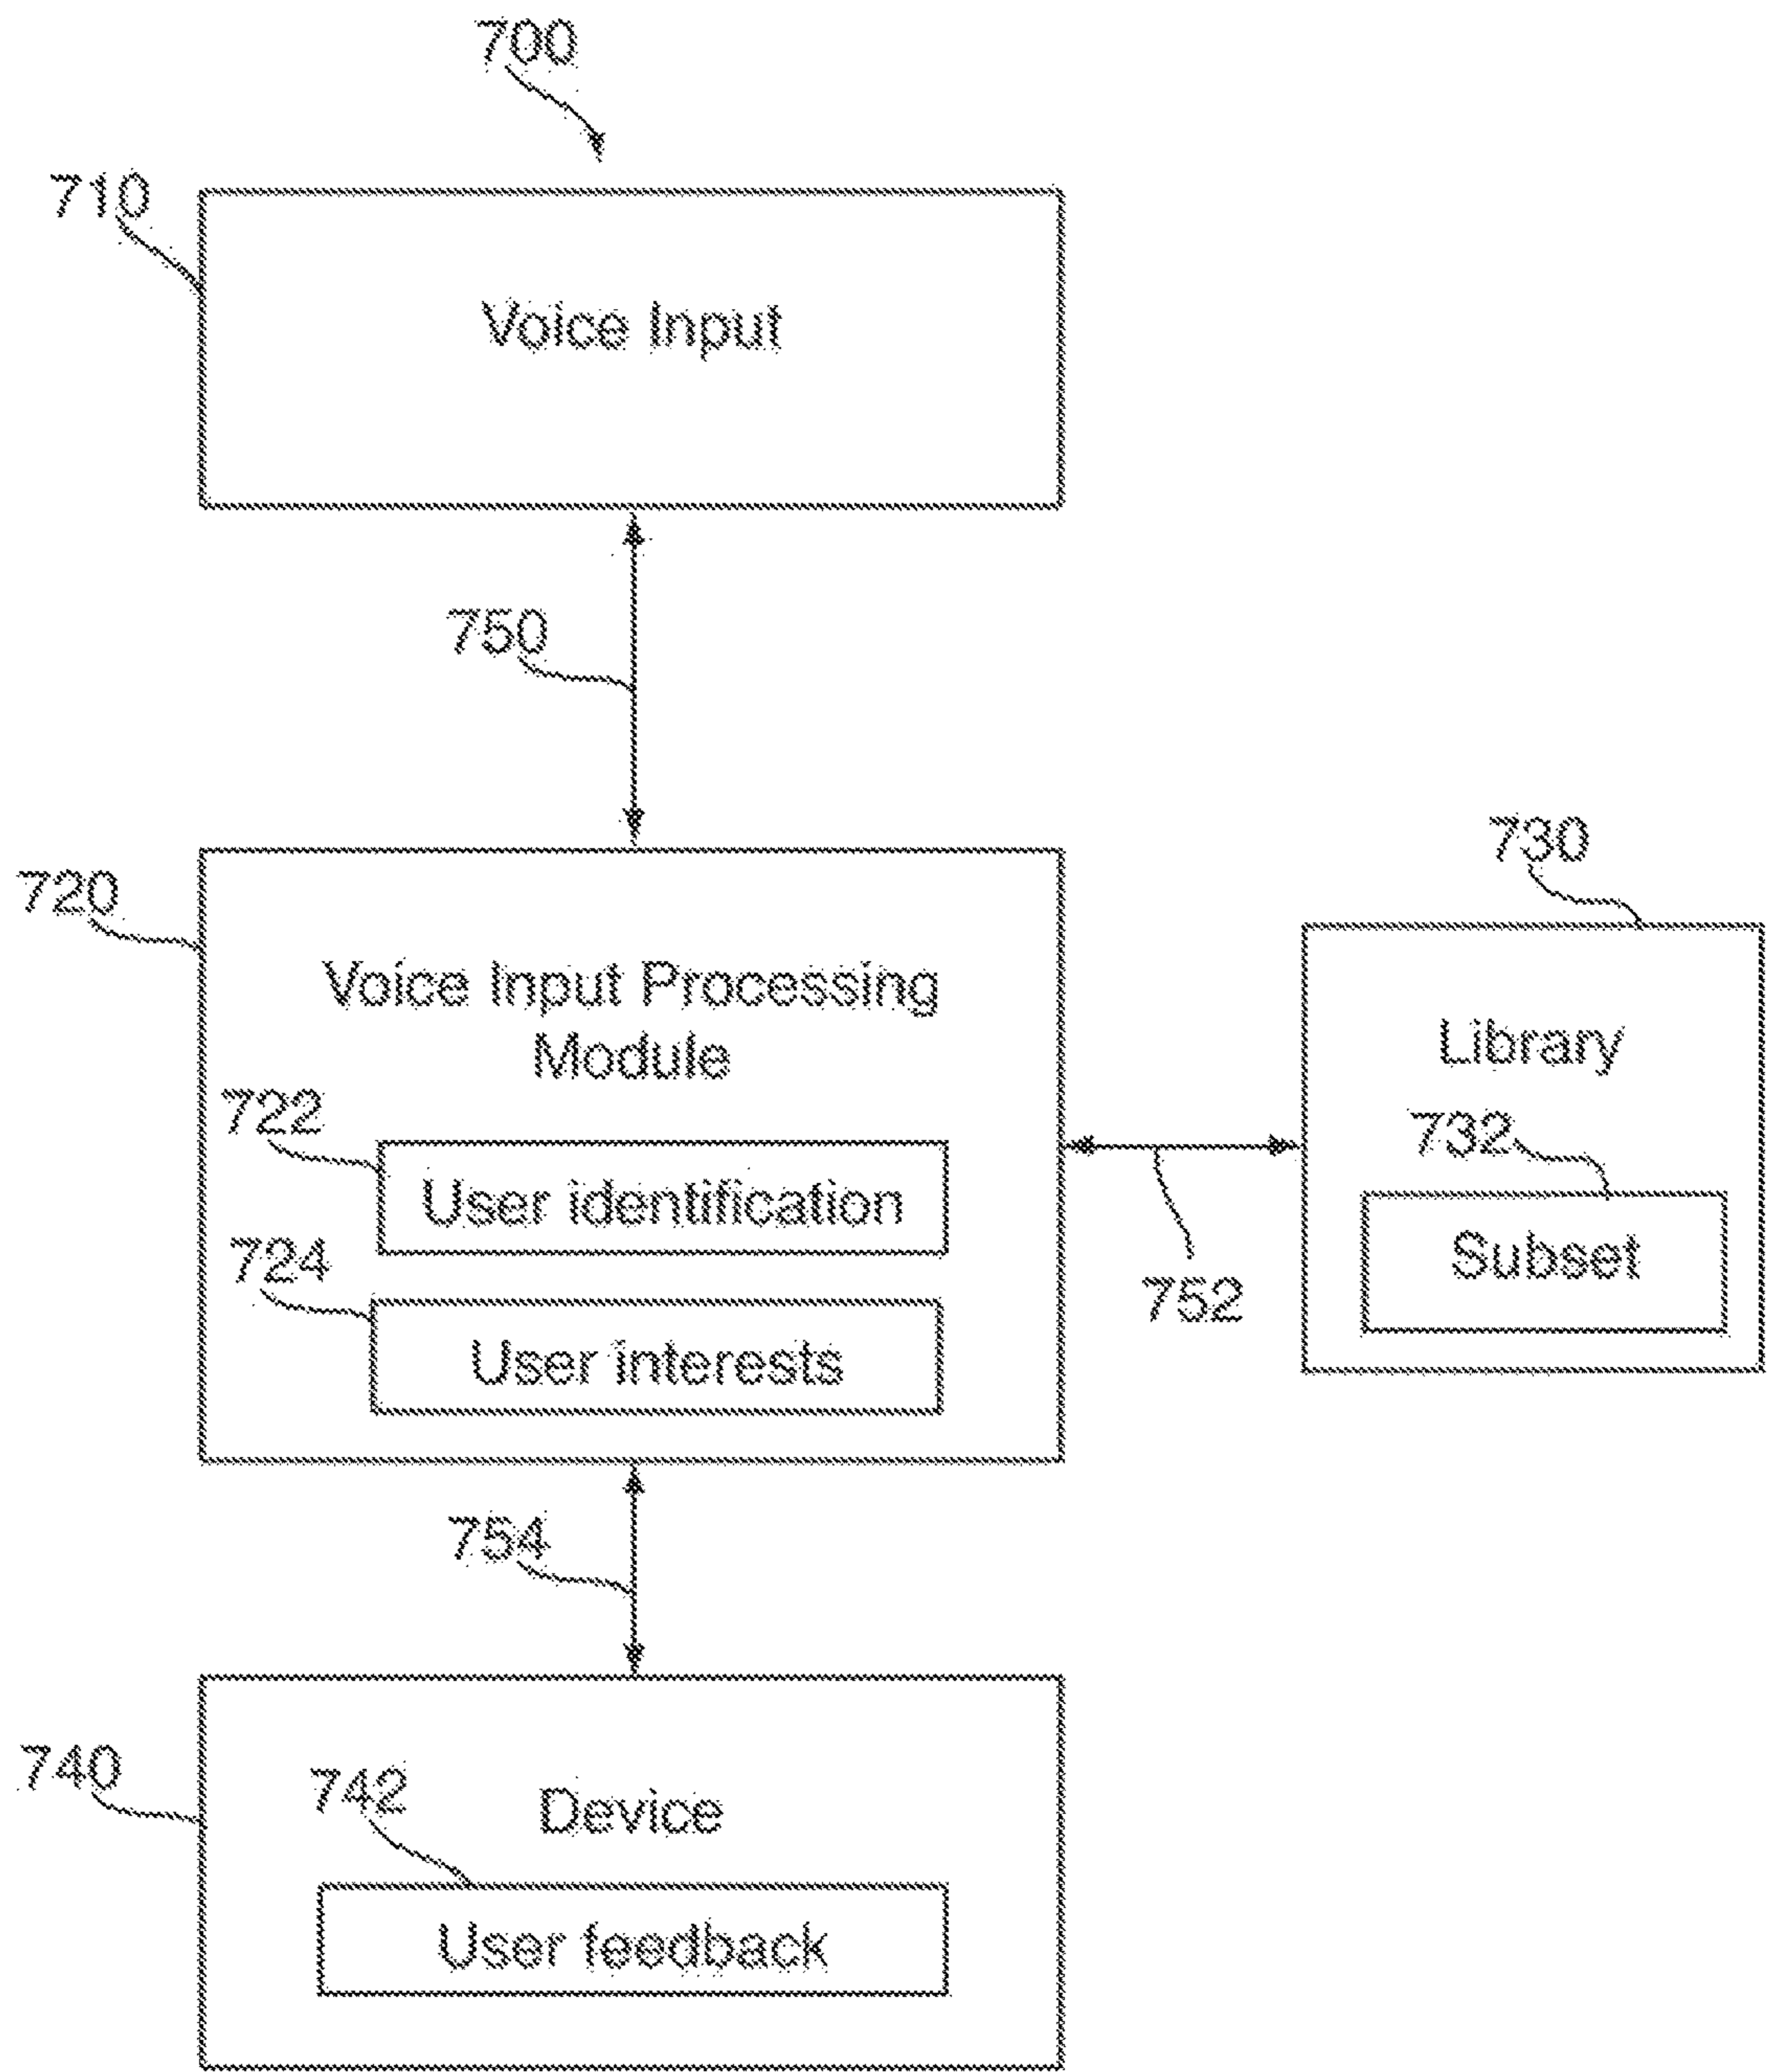 700
710
Voice Input
750
730
720
Voice Input Processing
Module
Library
722
732
User identification
Subset
724
752
User interests
754
740
742
Device
User feedback